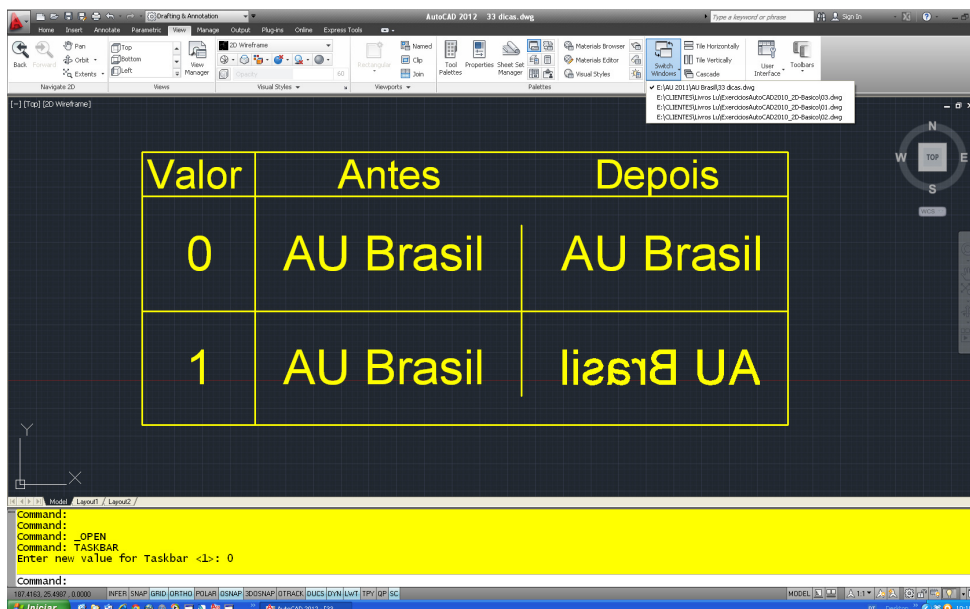 Drafting & Annotation
AutoCAD 2012 33 dicas.dwg
Type a keyword or phrase
Sign In
Home Insert Annotate Parametric View Manage Output Plug-ins Online Express Tools
Pan Top 2D Wireframe Named Materials Browser Tile Horizontally
Orbit Bottom Clip Materials Editor Tile Vertically
Extents Left Opacity 60 Join Visual Styles Cascade
Back Forward View Manager Rectangular Tool Palettes Properties Sheet Set Manager Switch Windows User Interface Toolbars
Navigate 2D Views Visual Styles Viewports Palettes
E:\AU 2011\AU Brasil\33 dicas.dwg
E:\CLIENTES\Livros Lu\ExerciciosAutoCAD2010_2D-Basico\03.dwg
E:\CLIENTES\Livros Lu\ExerciciosAutoCAD2010_2D-Basico\01.dwg
E:\CLIENTES\Livros Lu\ExerciciosAutoCAD2010_2D-Basico\02.dwg
[-] [Top] [2D Wireframe]
N
W TOP E
S
WCS
Valor Antes Depois
0 AU Brasil AU Brasil
1 AU Brasil AU Brasil
Y
X
Model Layout1 Layout2
Command:
Command:
Command: _OPEN
Command: TASKBAR
Enter new value for Taskbar <1>: 0
Command:
187.4163, 25.4987, 0.0000 INFER SNAP GRID ORTHO POLAR OSNAP 3DOSNAP OTRACK DUCS DYN LWT TPY QP SC MODEL 1:1
Iniciar